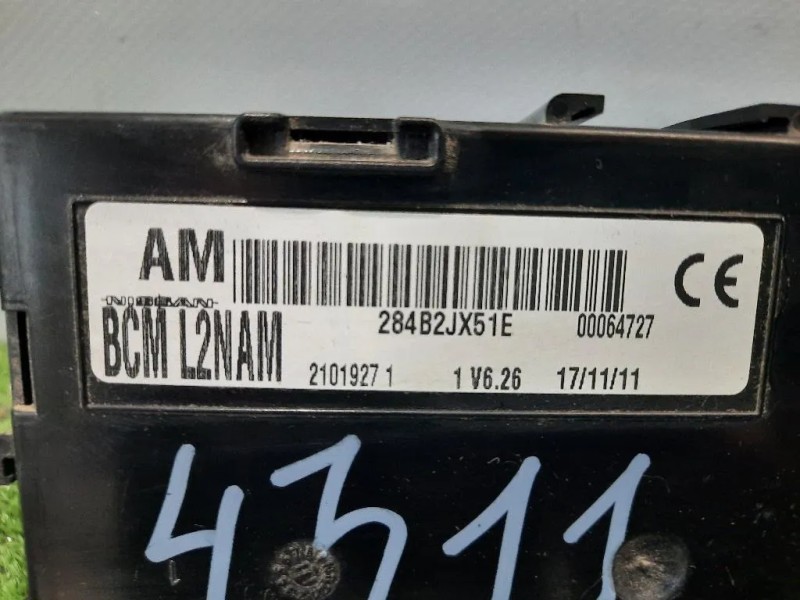 AM
NISSAN
BCM L2NAM
284B2JX51E 00064727
2101927 1 1 V6.26 17/11/11
CE
4311